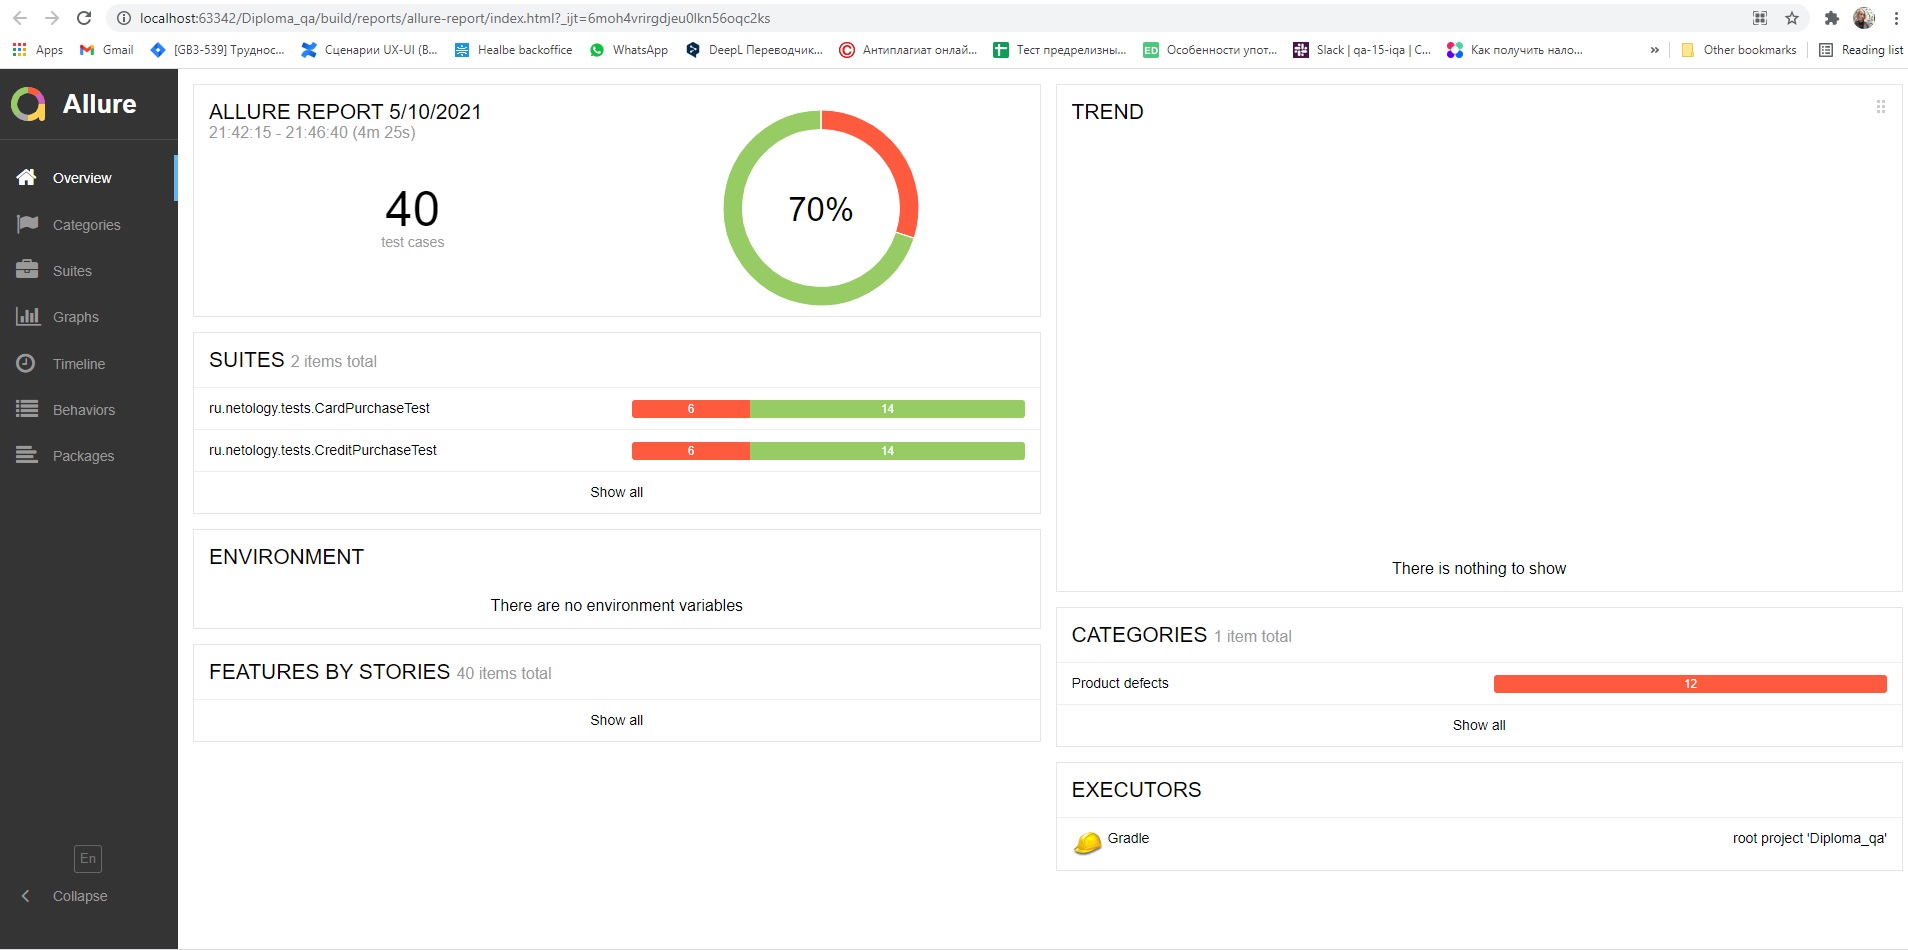 localhost:63342/Diploma_qa/build/reports/allure-report/index.html?_ijt=6moh4vrirgdjeu0lkn56oqc2ks
Apps
Gmail
[GB3-539] Труднос...
Сценарии UX-UI (В...
Healbe backoffice
WhatsApp
DeepL Переводчик...
Антиплагиат онлай...
Тест предрелизны...
ED Особенности упот...
Slack | qa-15-iqa | С...
Как получить нало...
»
Other bookmarks
Reading list
Allure
Overview
Categories
Suites
Graphs
Timeline
Behaviors
Packages
En
Collapse
ALLURE REPORT 5/10/2021
21:42:15 - 21:46:40 (4m 25s)
40
test cases
70%
SUITES 2 items total
ru.netology.tests.CardPurchaseTest 6 14
ru.netology.tests.CreditPurchaseTest 6 14
Show all
ENVIRONMENT
There are no environment variables
FEATURES BY STORIES 40 items total
Show all
TREND
There is nothing to show
CATEGORIES 1 item total
Product defects 12
Show all
EXECUTORS
Gradle root project 'Diploma_qa'